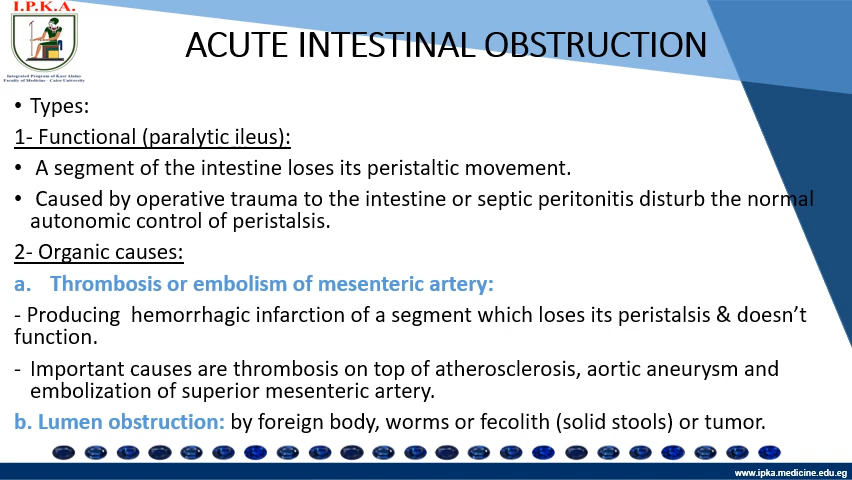 I.P.K.A.
Integrated Program of Kasr Alainy
Faculty of Medicine - Cairo University
ACUTE INTESTINAL OBSTRUCTION
• Types:
1- Functional (paralytic ileus):
• A segment of the intestine loses its peristaltic movement.
• Caused by operative trauma to the intestine or septic peritonitis disturb the normal
autonomic control of peristalsis.
2- Organic causes:
a. Thrombosis or embolism of mesenteric artery:
- Producing hemorrhagic infarction of a segment which loses its peristalsis & doesn’t
function.
- Important causes are thrombosis on top of atherosclerosis, aortic aneurysm and
embolization of superior mesenteric artery.
b. Lumen obstruction: by foreign body, worms or fecolith (solid stools) or tumor.
www.ipka.medicine.edu.eg